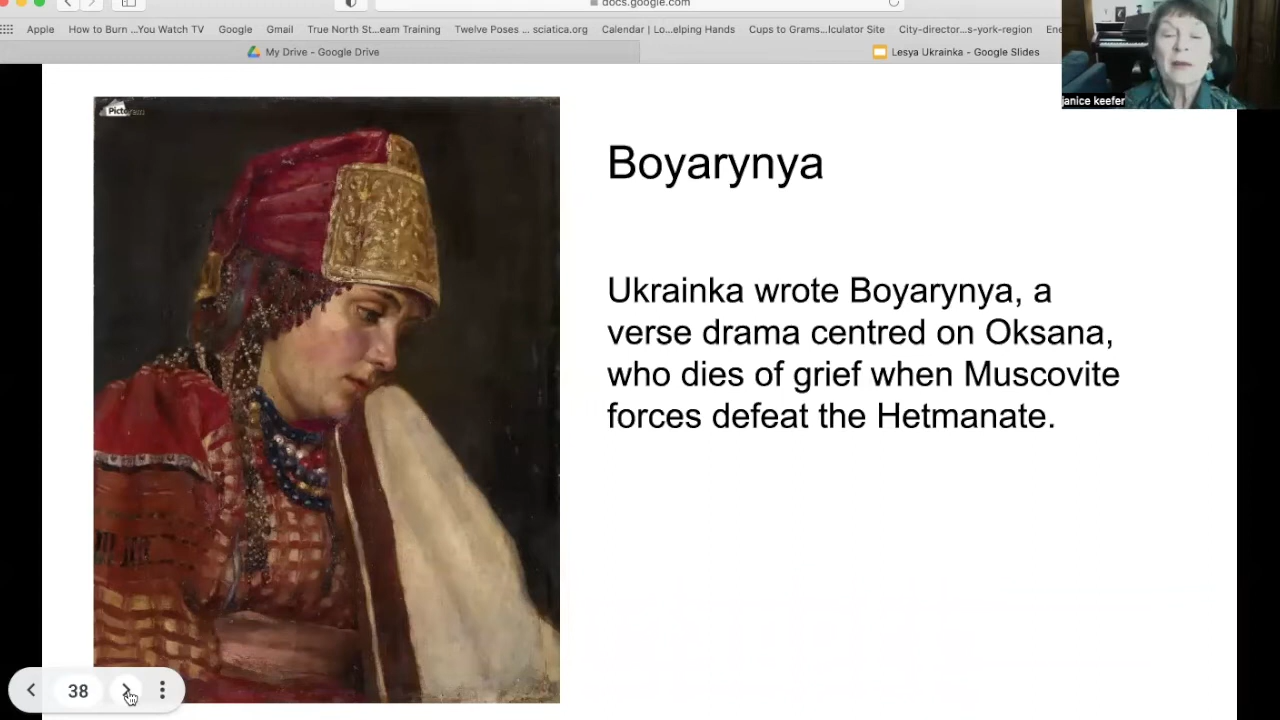 docs.google.com
Apple
How to Burn ...You Watch TV
Google
Gmail
True North St...ean Training
Twelve Poses ... sciatica.org
Calendar | Lo...elping Hands
Cups to Grams...lculator Site
City-director...s-york-region
Ene
My Drive - Google Drive
Lesya Ukrainka - Google Slides
janice keefer
Boyarynya
Ukrainka wrote Boyarynya, a
verse drama centred on Oksana,
who dies of grief when Muscovite
forces defeat the Hetmanate.
38